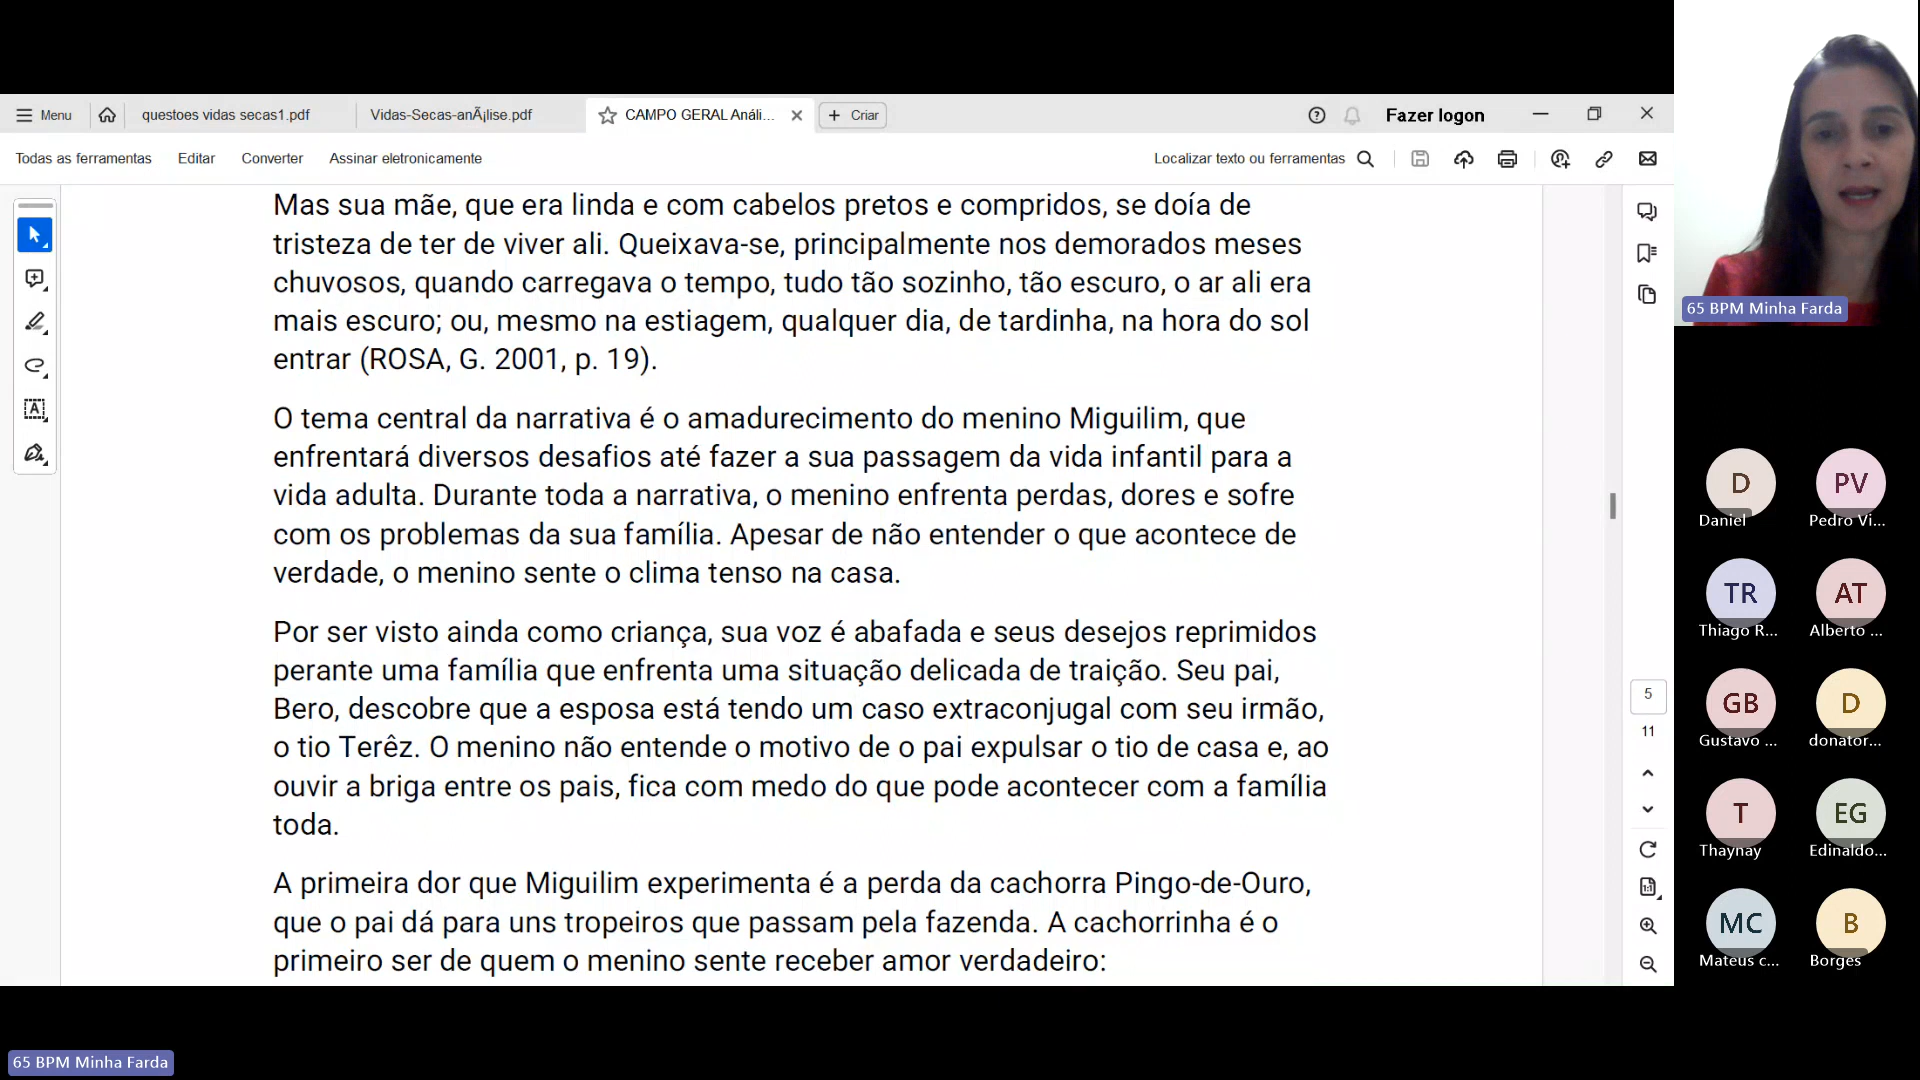 Menu
questoes vidas secas1.pdf
Vidas-Secas-anÃ¡lise.pdf
CAMPO GERAL Análi...
Criar
Fazer logon
Todas as ferramentas
Editar
Converter
Assinar eletronicamente
Localizar texto ou ferramentas
Mas sua mãe, que era linda e com cabelos pretos e compridos, se doía de
tristeza de ter de viver ali. Queixava-se, principalmente nos demorados meses
chuvosos, quando carregava o tempo, tudo tão sozinho, tão escuro, o ar ali era
mais escuro; ou, mesmo na estiagem, qualquer dia, de tardinha, na hora do sol
entrar (ROSA, G. 2001, p. 19).
O tema central da narrativa é o amadurecimento do menino Miguilim, que
enfrentará diversos desafios até fazer a sua passagem da vida infantil para a
vida adulta. Durante toda a narrativa, o menino enfrenta perdas, dores e sofre
com os problemas da sua família. Apesar de não entender o que acontece de
verdade, o menino sente o clima tenso na casa.
Por ser visto ainda como criança, sua voz é abafada e seus desejos reprimidos
perante uma família que enfrenta uma situação delicada de traição. Seu pai,
Bero, descobre que a esposa está tendo um caso extraconjugal com seu irmão,
o tio Terêz. O menino não entende o motivo de o pai expulsar o tio de casa e, ao
ouvir a briga entre os pais, fica com medo do que pode acontecer com a família
toda.
A primeira dor que Miguilim experimenta é a perda da cachorra Pingo-de-Ouro,
que o pai dá para uns tropeiros que passam pela fazenda. A cachorrinha é o
primeiro ser de quem o menino sente receber amor verdadeiro:
5
11
65 BPM Minha Farda
D
Daniel
PV
Pedro Vi...
TR
Thiago R...
AT
Alberto ...
GB
Gustavo ...
D
donator...
T
Thaynay
EG
Edinaldo...
MC
Mateus c...
B
Borges
65 BPM Minha Farda